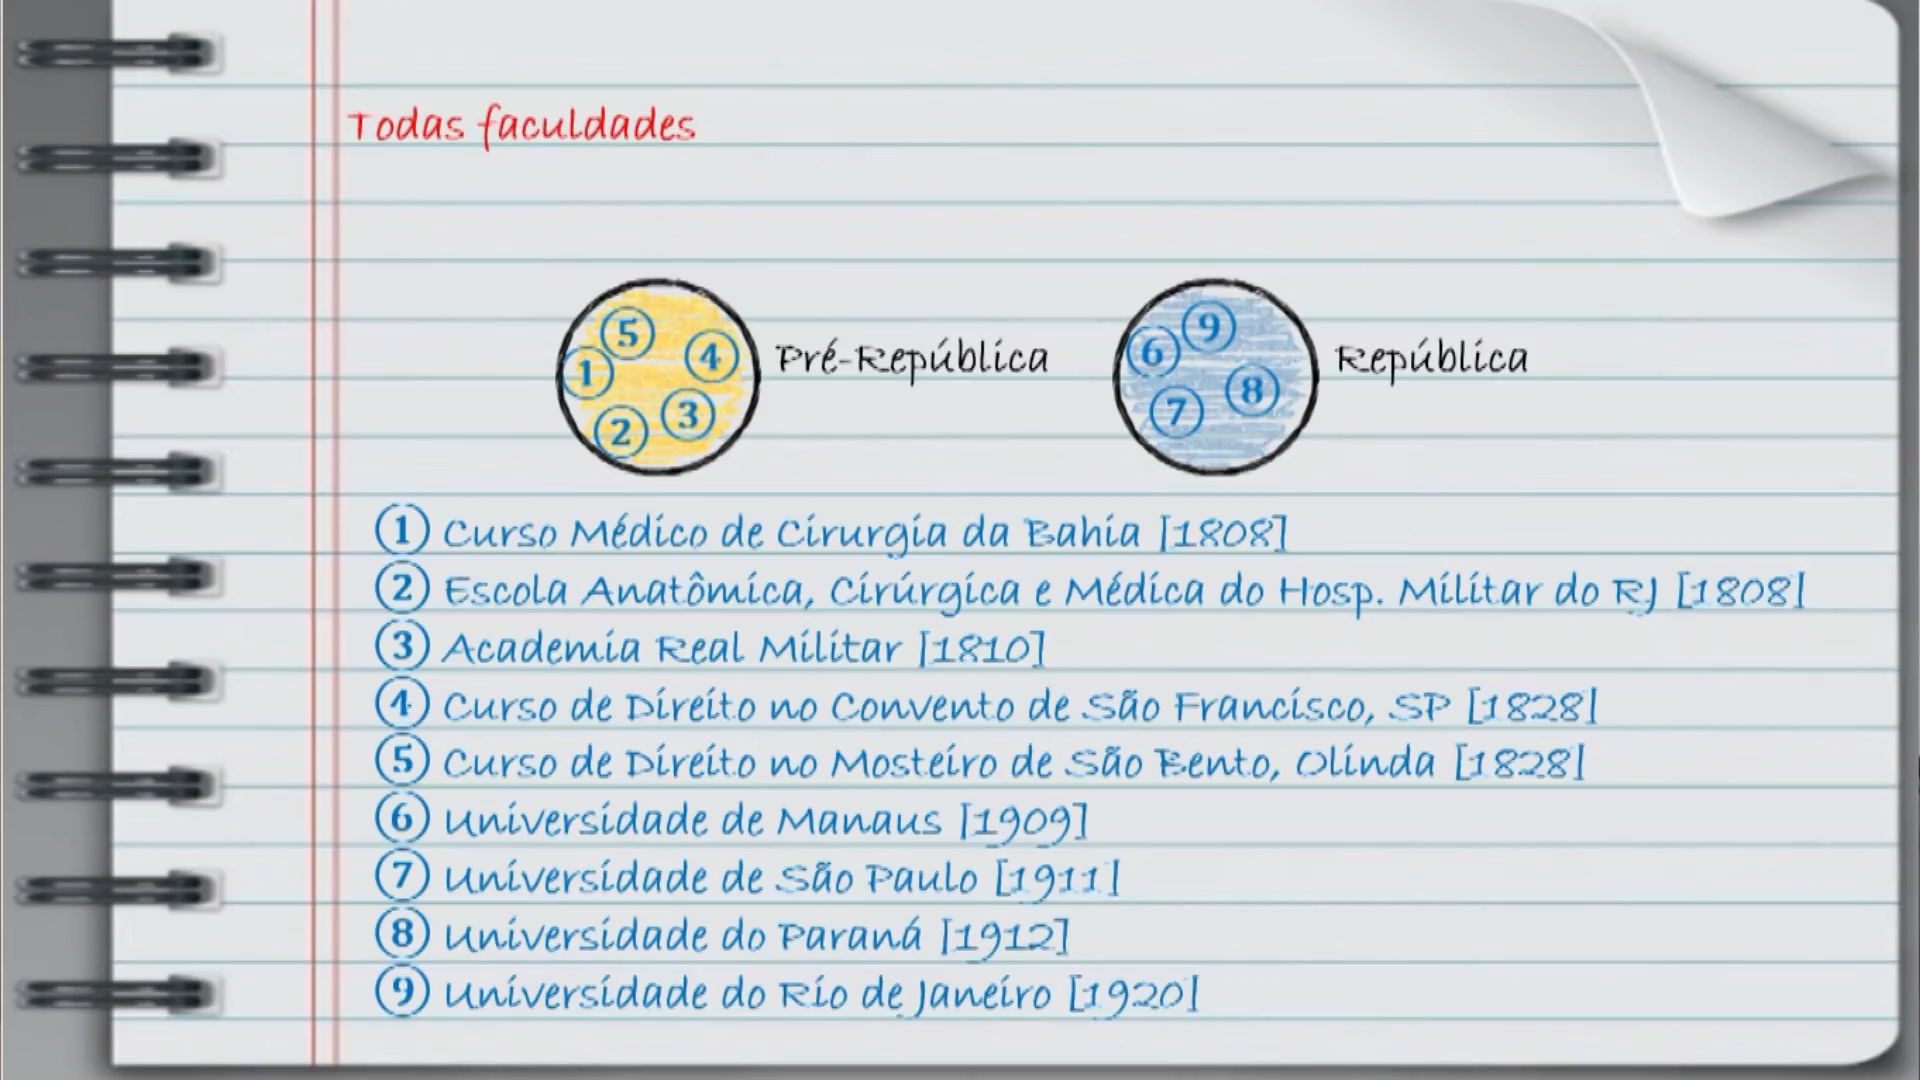 Todas faculdades
5
9
1
4
Pré-República
6
República
2
3
7
8
① Curso Médico de Cirurgia da Bahia [1808]
② Escola Anatômica, Cirúrgica e Médica do Hosp. Militar do RJ [1808]
③ Academia Real Militar [1810]
④ Curso de Direito no Convento de São Francisco, SP [1828]
⑤ Curso de Direito no Mosteiro de São Bento, Olinda [1828]
⑥ Universidade de Manaus [1909]
⑦ Universidade de São Paulo [1911]
⑧ Universidade do Paraná [1912]
⑨ Universidade do Rio de Janeiro [1920]